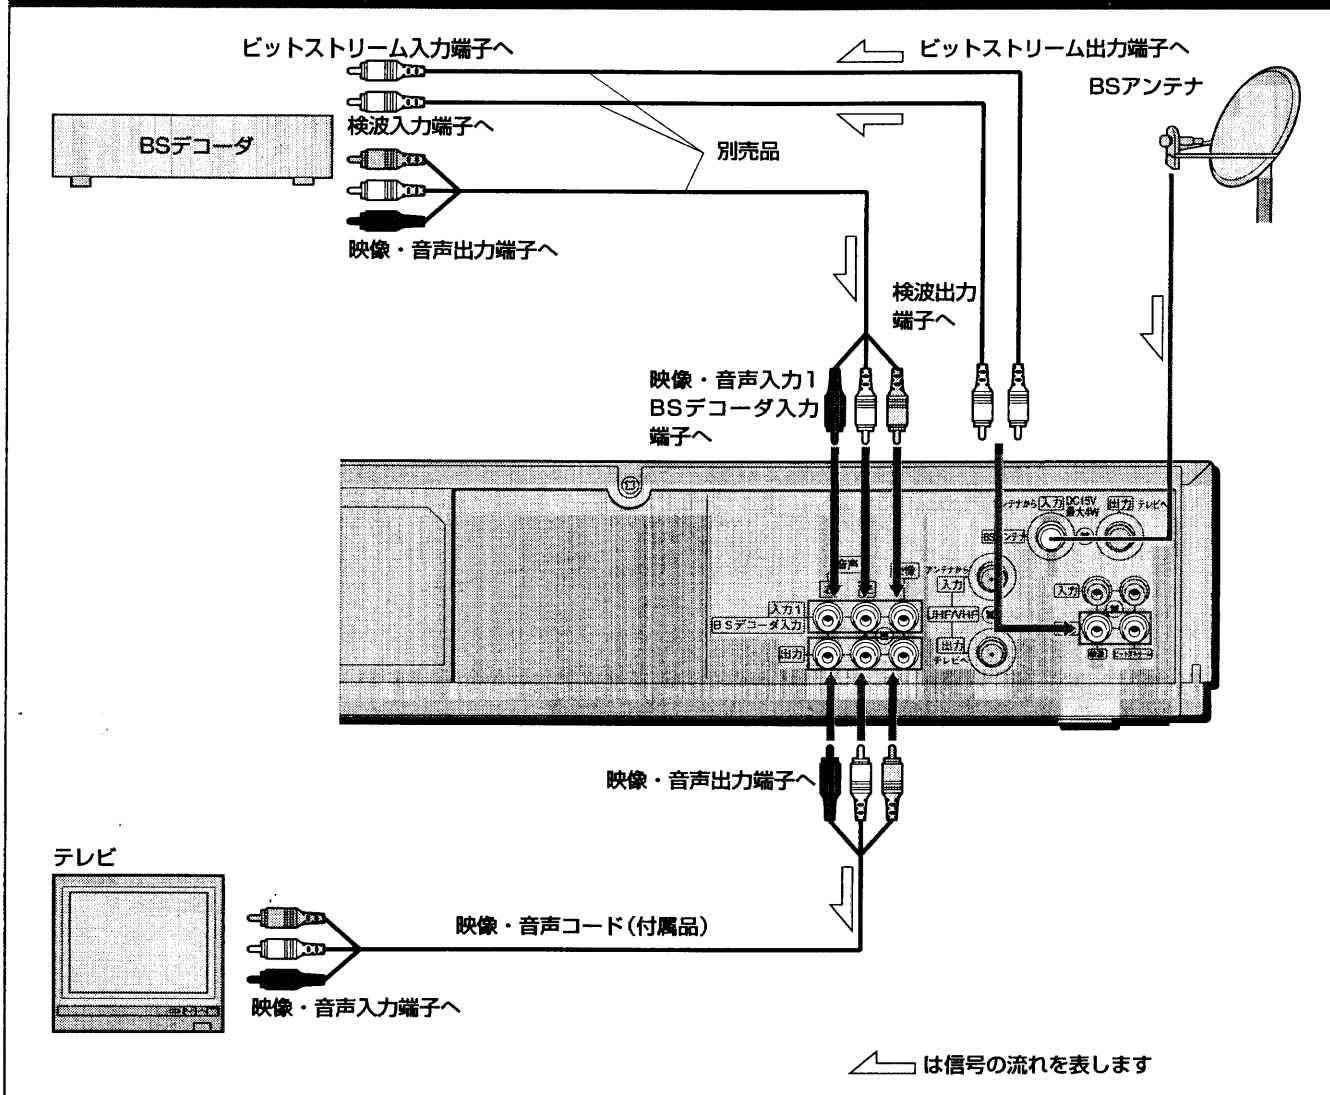 ビットストリーム入力端子へ
ビットストリーム出力端子へ
BSアンテナ
検波入力端子へ
BSデコーダ
別売品
映像・音声出力端子へ
検波出力
端子へ
映像・音声入力1
BSデコーダ入力
端子へ
入力
DC15V
最大4W
出力
テレビへ
音声
映像
アンテナから
入力
入力
入力1
BSデコーダ入力
UHF/VHF
出力
出力
テレビへ
映像・音声出力端子へ
テレビ
映像・音声コード(付属品)
映像・音声入力端子へ
は信号の流れを表します